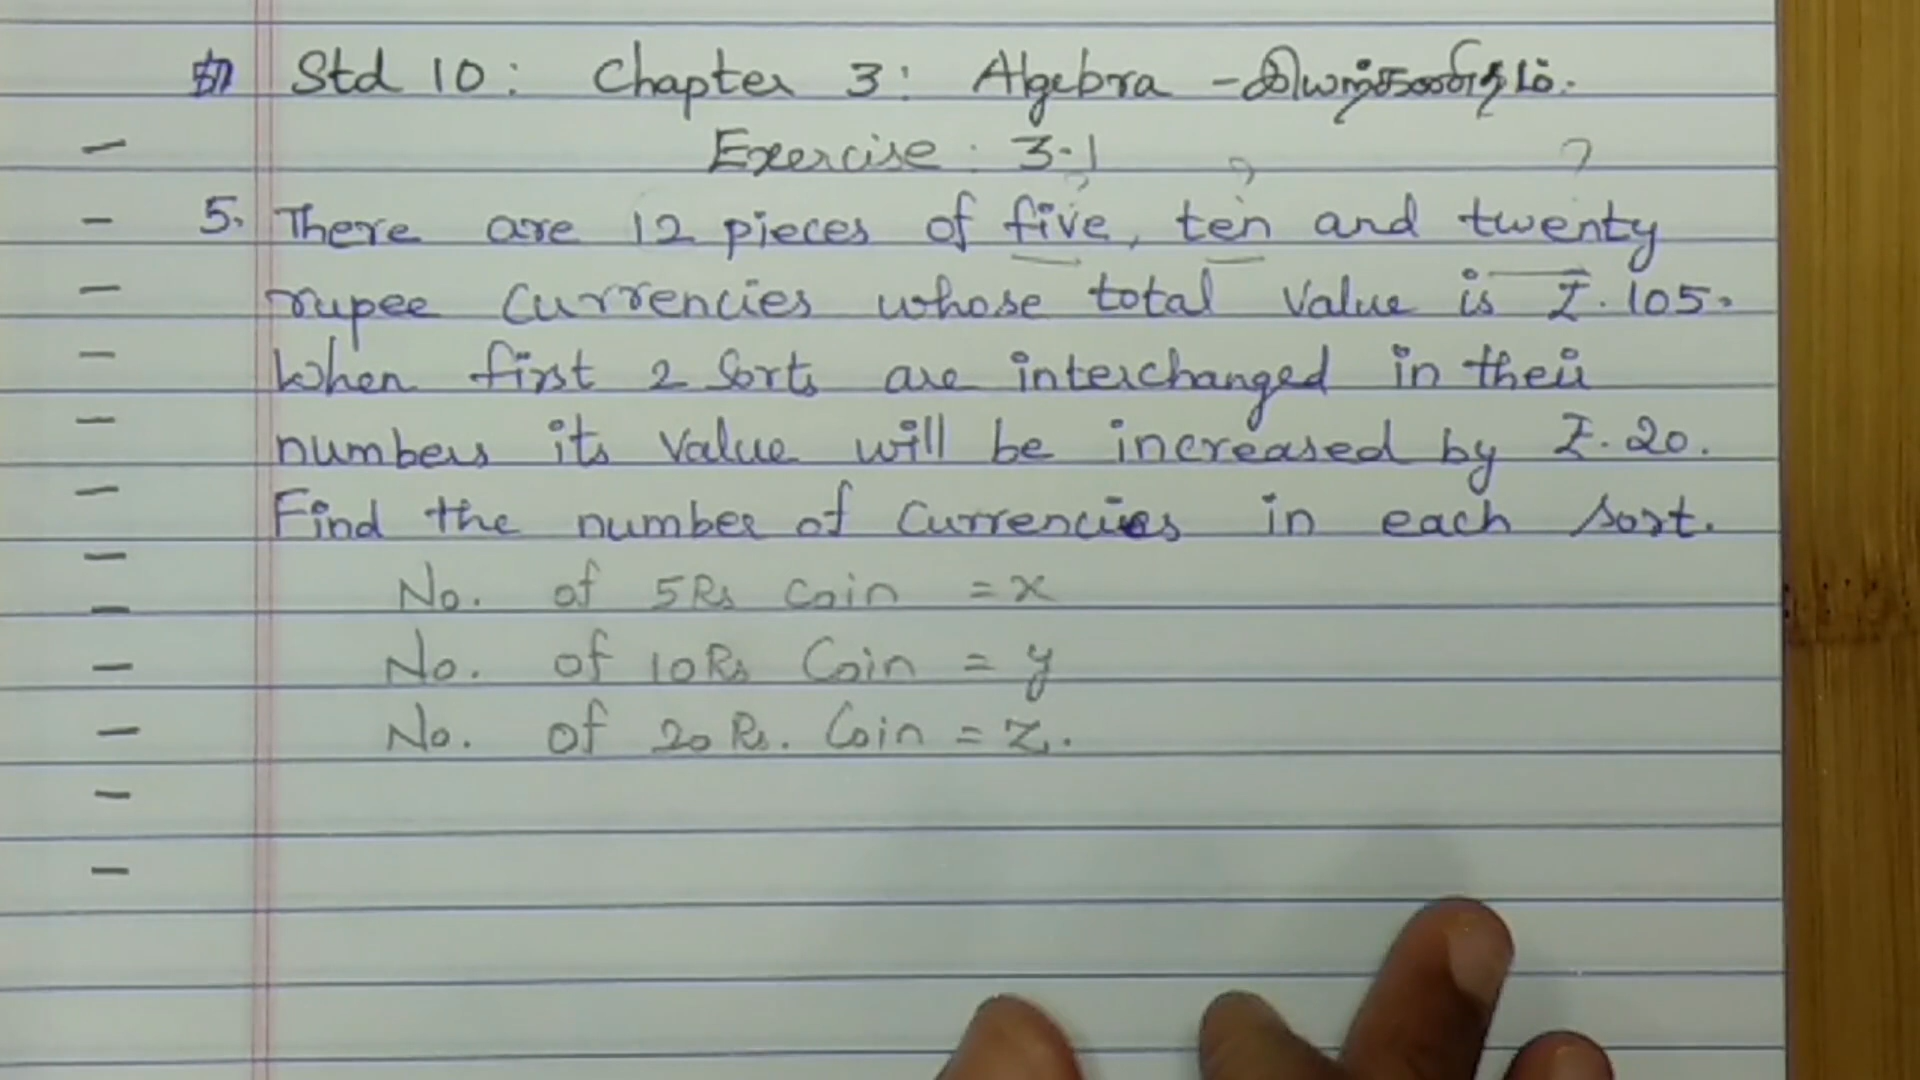 Std 10: Chapter 3: Algebra - இயற்கணிதம்.
Exercise: 3.1
5. There are 12 pieces of five, ten and twenty
rupee Currencies whose total Value is ₹.105.
When first 2 Sorts are interchanged in their
numbers its Value will be increased by ₹.20.
Find the number of Currencies in each sort.
No. of 5Rs Coin = x
No. of 10Rs Coin = y
No. of 20Rs. Coin = z.